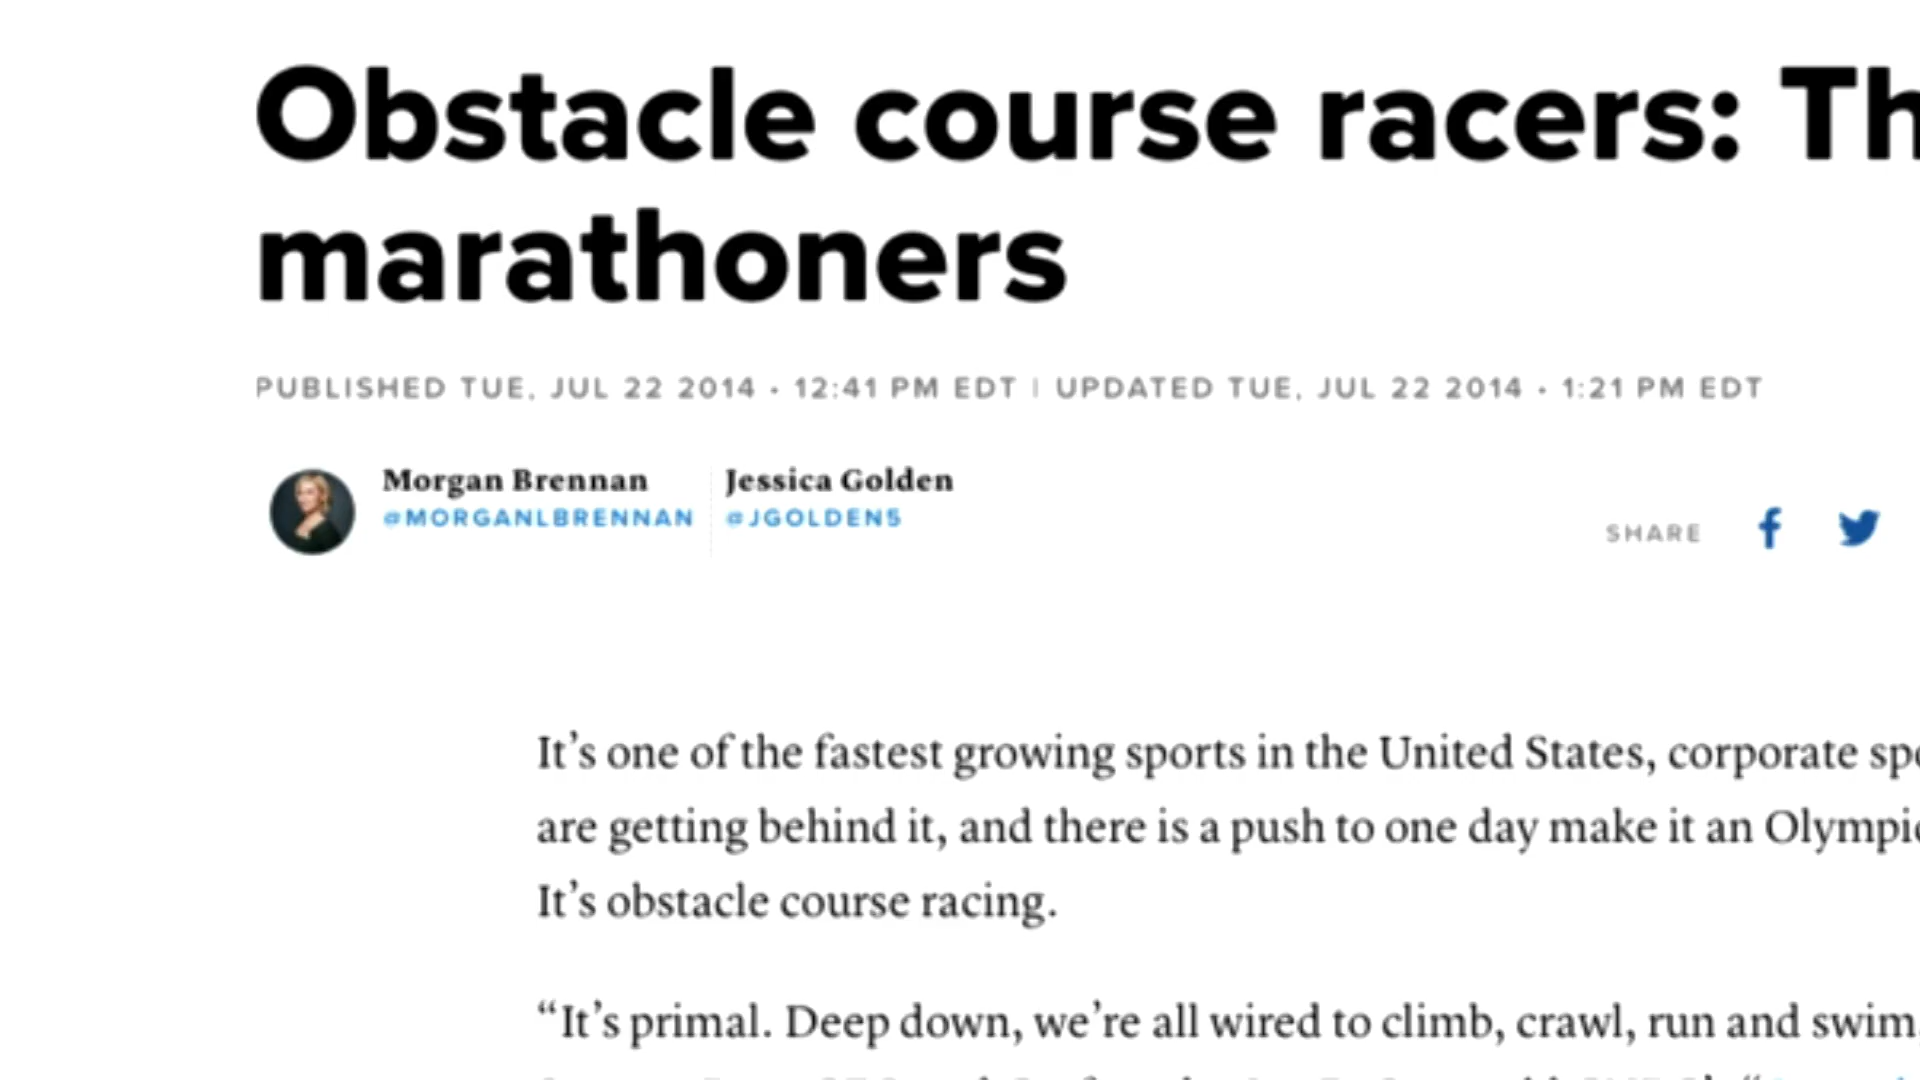 Obstacle course racers: Th
marathoners
PUBLISHED TUE, JUL 22 2014 • 12:41 PM EDT | UPDATED TUE, JUL 22 2014 • 1:21 PM EDT
Morgan Brennan
@MORGANLBRENNAN
Jessica Golden
@JGOLDEN5
SHARE
It’s one of the fastest growing sports in the United States, corporate spo
are getting behind it, and there is a push to one day make it an Olympic
It’s obstacle course racing.
“It’s primal. Deep down, we’re all wired to climb, crawl, run and swim,